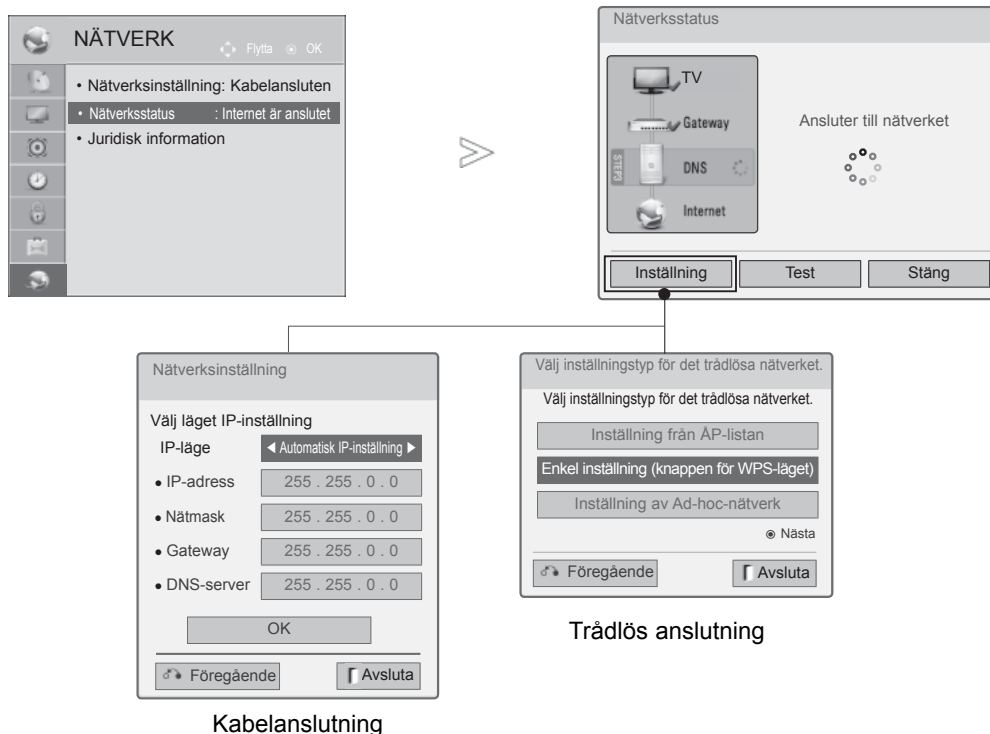 NÄTVERK
Flytta OK
• Nätverksinställning: Kabelansluten
• Nätverksstatus : Internet är anslutet
• Juridisk information
Nätverksstatus
TV
Gateway
STEP3
DNS
Internet
Ansluter till nätverket
Inställning
Test
Stäng
Nätverksinställning
Välj läget IP-inställning
IP-läge ◀ Automatisk IP-inställning ▶
• IP-adress 255 . 255 . 0 . 0
• Nätmask 255 . 255 . 0 . 0
• Gateway 255 . 255 . 0 . 0
• DNS-server 255 . 255 . 0 . 0
OK
Föregående
Avsluta
Kabelanslutning
Välj inställningstyp för det trådlösa nätverket.
Välj inställningstyp för det trådlösa nätverket.
Inställning från ÅP-listan
Enkel inställning (knappen för WPS-läget)
Inställning av Ad-hoc-nätverk
Nästa
Föregående
Avsluta
Trådlös anslutning